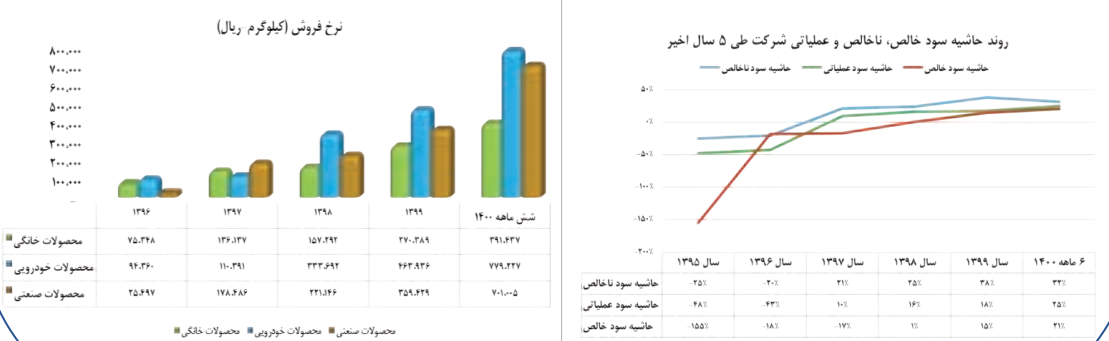 نرخ فروش (کیلوگرم-ریال)
۸۰۰,۰۰۰
۷۰۰,۰۰۰
۶۰۰,۰۰۰
۵۰۰,۰۰۰
۴۰۰,۰۰۰
۳۰۰,۰۰۰
۲۰۰,۰۰۰
۱۰۰,۰۰۰
۱۳۹۶ ۱۳۹۷ ۱۳۹۸ ۱۳۹۹ شش ماهه ۱۴۰۰
محصولات خانگی ۷۵.۳۴۸ ۱۳۶.۱۳۷ ۱۵۷.۲۹۲ ۲۷۰.۳۸۹ ۳۹۱.۴۳۷
محصولات خودرویی ۹۴.۳۶۰ ۱۱۰.۳۹۱ ۳۳۳.۶۹۲ ۴۶۳.۹۳۶ ۷۷۹.۲۲۷
محصولات صنعتی ۲۵.۴۹۷ ۱۷۸.۴۸۶ ۲۲۱.۱۴۶ ۳۵۹.۴۲۹ ۷۰۱.۰۰۵
محصولات صنعتی محصولات خودرویی محصولات خانگی
روند حاشیه سود خالص، ناخالص و عملیاتی شرکت طی ۵ سال اخیر
حاشیه سود خالص حاشیه سود عملیاتی حاشیه سود ناخالص
۵۰٪
۰٪
-۵۰٪
-۱۰۰٪
-۱۵۰٪
-۲۰۰٪
سال ۱۳۹۵ سال ۱۳۹۶ سال ۱۳۹۷ سال ۱۳۹۸ سال ۱۳۹۹ ۶ ماهه ۱۴۰۰
حاشیه سود ناخالص -۲۵٪ -۲۰٪ ۲۱٪ ۲۵٪ ۳۸٪ ۳۲٪
حاشیه سود عملیاتی -۴۸٪ -۴۳٪ ۱۰٪ ۱۶٪ ۱۸٪ ۲۵٪
حاشیه سود خالص -۱۵۵٪ -۱۸٪ -۱۷٪ ۱٪ ۱۵٪ ۲۱٪